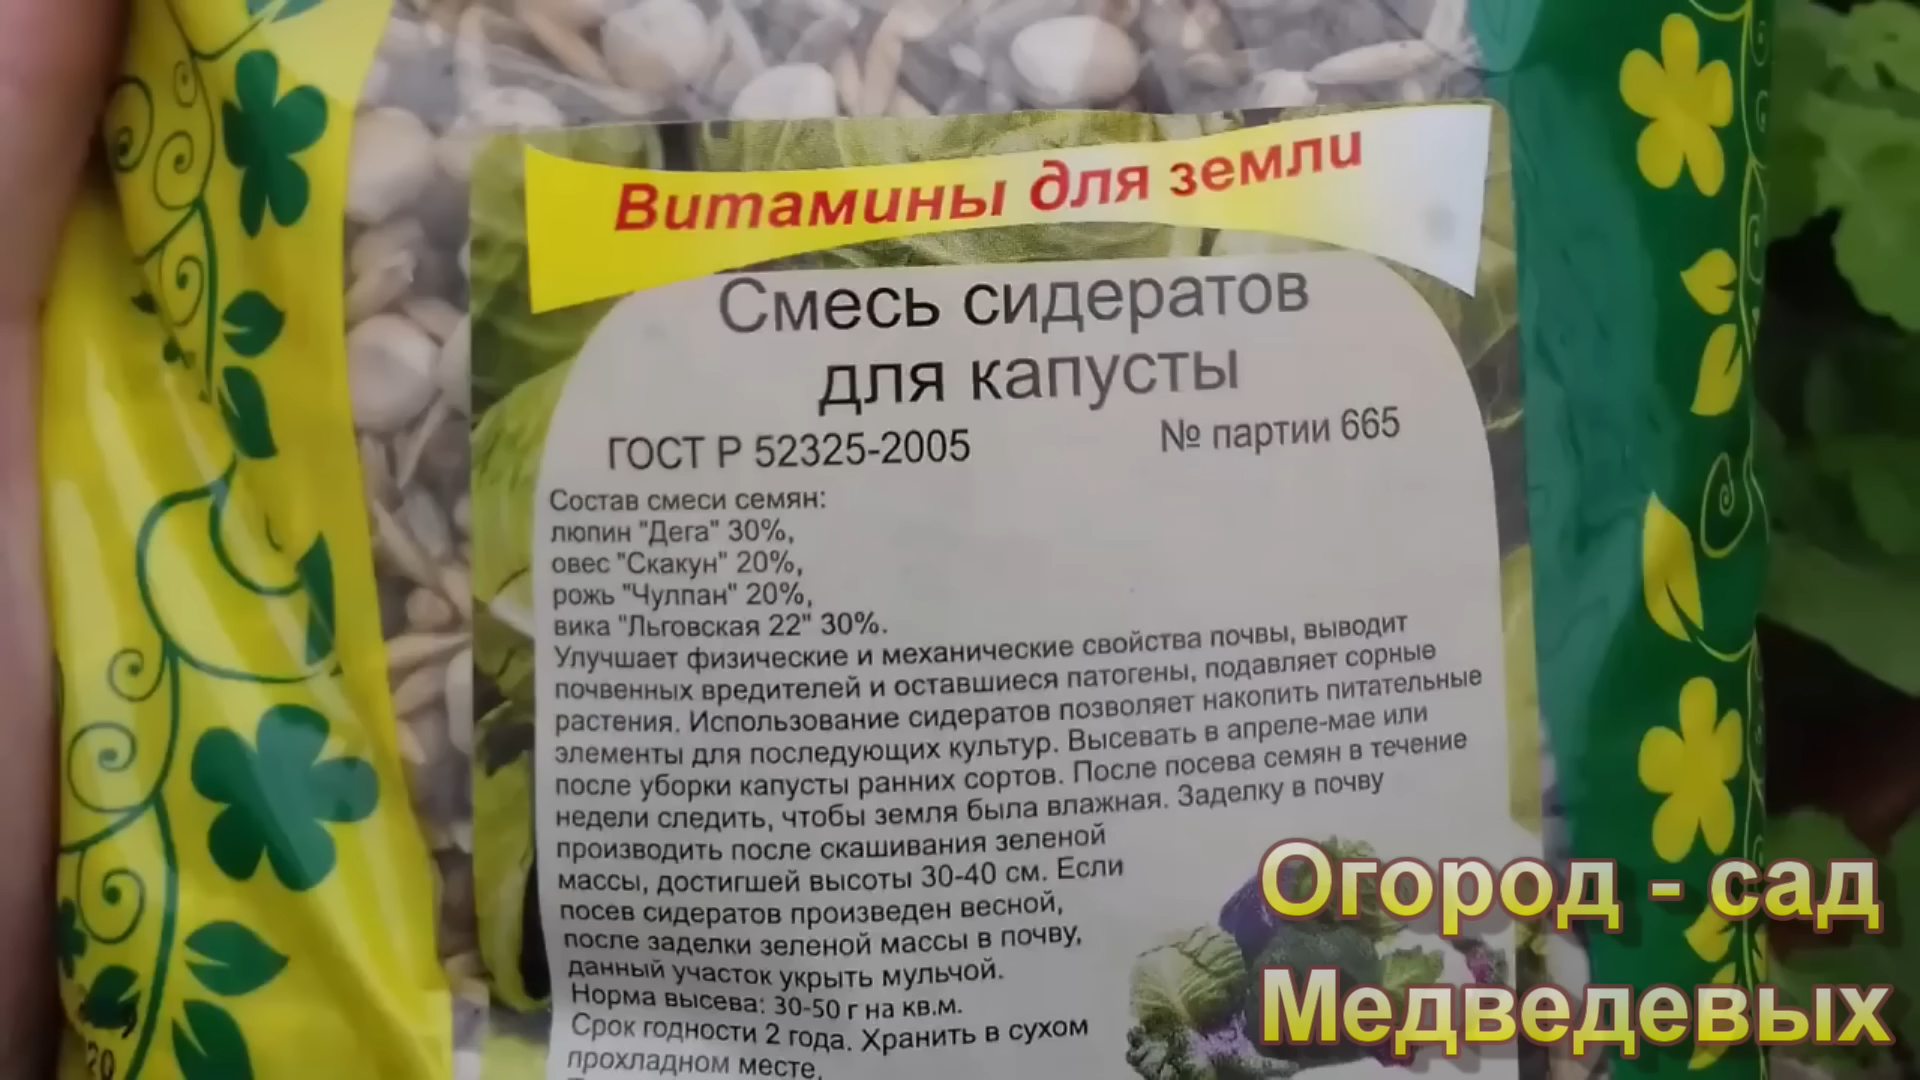 Витамины для земли
Смесь сидератов
для капусты
ГОСТ Р 52325-2005 № партии 665
Состав смеси семян:
люпин "Дега" 30%,
овес "Скакун" 20%,
рожь "Чулпан" 20%,
вика "Льговская 22" 30%.
Улучшает физические и механические свойства почвы, выводит
почвенных вредителей и оставшиеся патогены, подавляет сорные
растения. Использование сидератов позволяет накопить питательные
элементы для последующих культур. Высевать в апреле-мае или
после уборки капусты ранних сортов. После посева семян в течение
недели следить, чтобы земля была влажная. Заделку в почву
производить после скашивания зеленой
массы, достигшей высоты 30-40 см. Если
посев сидератов произведен весной,
после заделки зеленой массы в почву,
данный участок укрыть мульчой.
Норма высева: 30-50 г на кв.м.
Срок годности 2 года. Хранить в сухом
прохладном месте.
20
Огород - сад
Медведевых